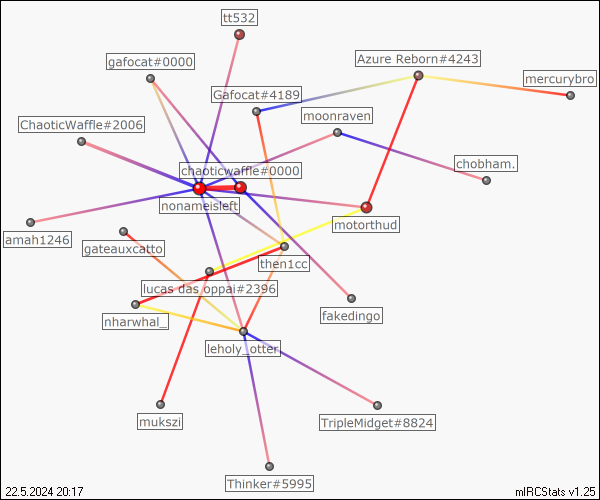 tt532
gafocat#0000
Azure Reborn#4243
mercurybro
Gafocat#4189
moonraven
ChaoticWaffle#2006
chaoticwaffle#0000
chobham.
nonameisleft
motorthud
amah1246
gateauxcatto
then1cc
lucas das oppai#2396
nharwhal_
fakedingo
leholy_otter
mukszi
TripleMidget#8824
Thinker#5995
22.5.2024 20:17
mIRCStats v1.25